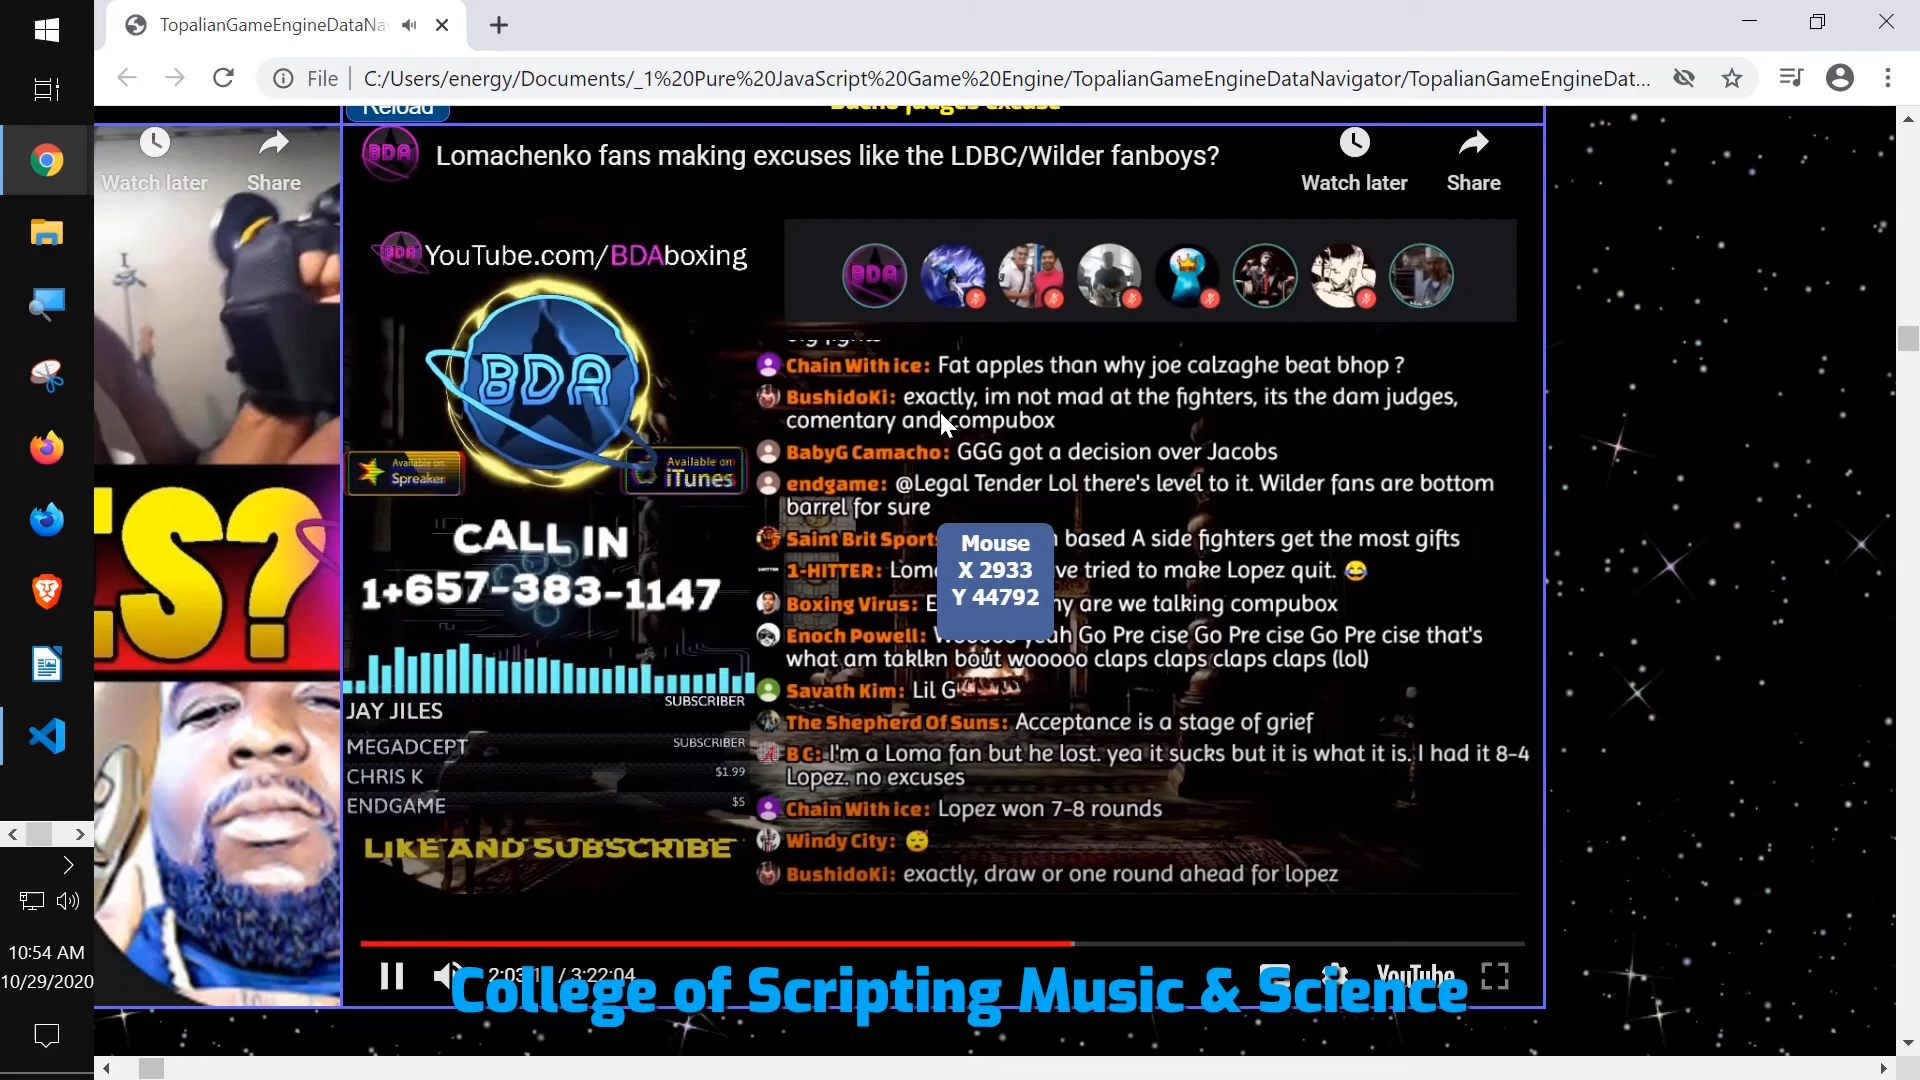 TopalianGameEngineDataNa
File
C:/Users/energy/Documents/_1%20Pure%20JavaScript%20Game%20Engine/TopalianGameEngineDataNavigator/TopalianGameEngineDat...
Reload
judges excuse
Watch later
Share
BDA
Lomachenko fans making excuses like the LDBC/Wilder fanboys?
Watch later
Share
BDA
YouTube.com/BDAboxing
BDA
BDA
Available on
Spreaker
Available on
iTunes
CALL IN
1+657-383-1147
SUBSCRIBER
JAY JILES
MEGADCEPT
SUBSCRIBER
CHRIS K
$1.99
ENDGAME
$5
LIKE AND SUBSCRIBE
big fights
Chain With ice: Fat apples than why joe calzaghe beat bhop ?
BushidoKi: exactly, im not mad at the fighters, its the dam judges,
comentary and compubox
BabyG Camacho: GGG got a decision over Jacobs
endgame: @Legal Tender Lol there's level to it. Wilder fans are bottom
barrel for sure
Saint Brit Sport based A side fighters get the most gifts
1-HITTER: tried to make Lopez quit. 😂
Boxing Virus: are we talking compubox
Enoch Powell: Go Pre cise Go Pre cise Go Pre cise that's
what am taklkn bout wooooo claps claps claps claps (lol)
Savath Kim: Lil G
The Shepherd Of Suns: Acceptance is a stage of grief
B C: I'm a Loma fan but he lost. yea it sucks but it is what it is. I had it 8-4
Lopez. no excuses
Chain With ice: Lopez won 7-8 rounds
Windy City: 😴
BushidoKi: exactly, draw or one round ahead for lopez
Mouse
X 2933
Y 44792
ES?
/ 3:22:04
YouTube
College of Scripting Music & Science
10:54 AM
10/29/2020